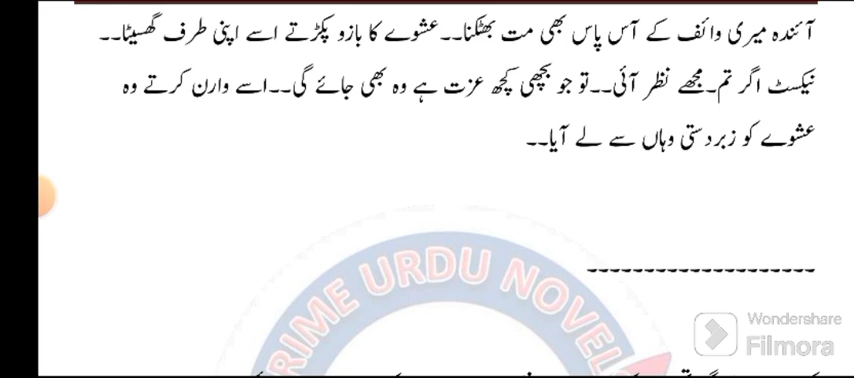 آئندہ میری وائف کے آس پاس بھی مت بھٹکنا۔۔عشوے کا بازو پکڑتے اسے اپنی طرف گھسیٹا۔۔
نیکسٹ اگر تم۔مجھے نظر آئی۔۔تو جو بچھی کچھ عزت ہے وہ بھی جائے گی۔۔اسے وارن کرتے وہ
عشوے کو زبردستی وہاں سے لے آیا۔۔
--------------------
PRIME URDU NOVELS
Wondershare
Filmora